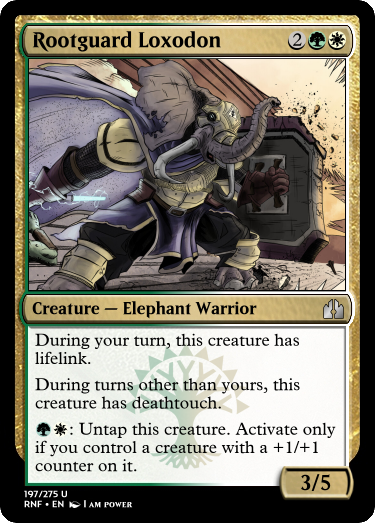 Rootguard Loxodon 2
Creature — Elephant Warrior
During your turn, this creature has
lifelink.
During turns other than yours, this
creature has deathtouch.
: Untap this creature. Activate only
if you control a creature with a +1/+1
counter on it.
3/5
197/275 U
RNF • EN I AM POWER